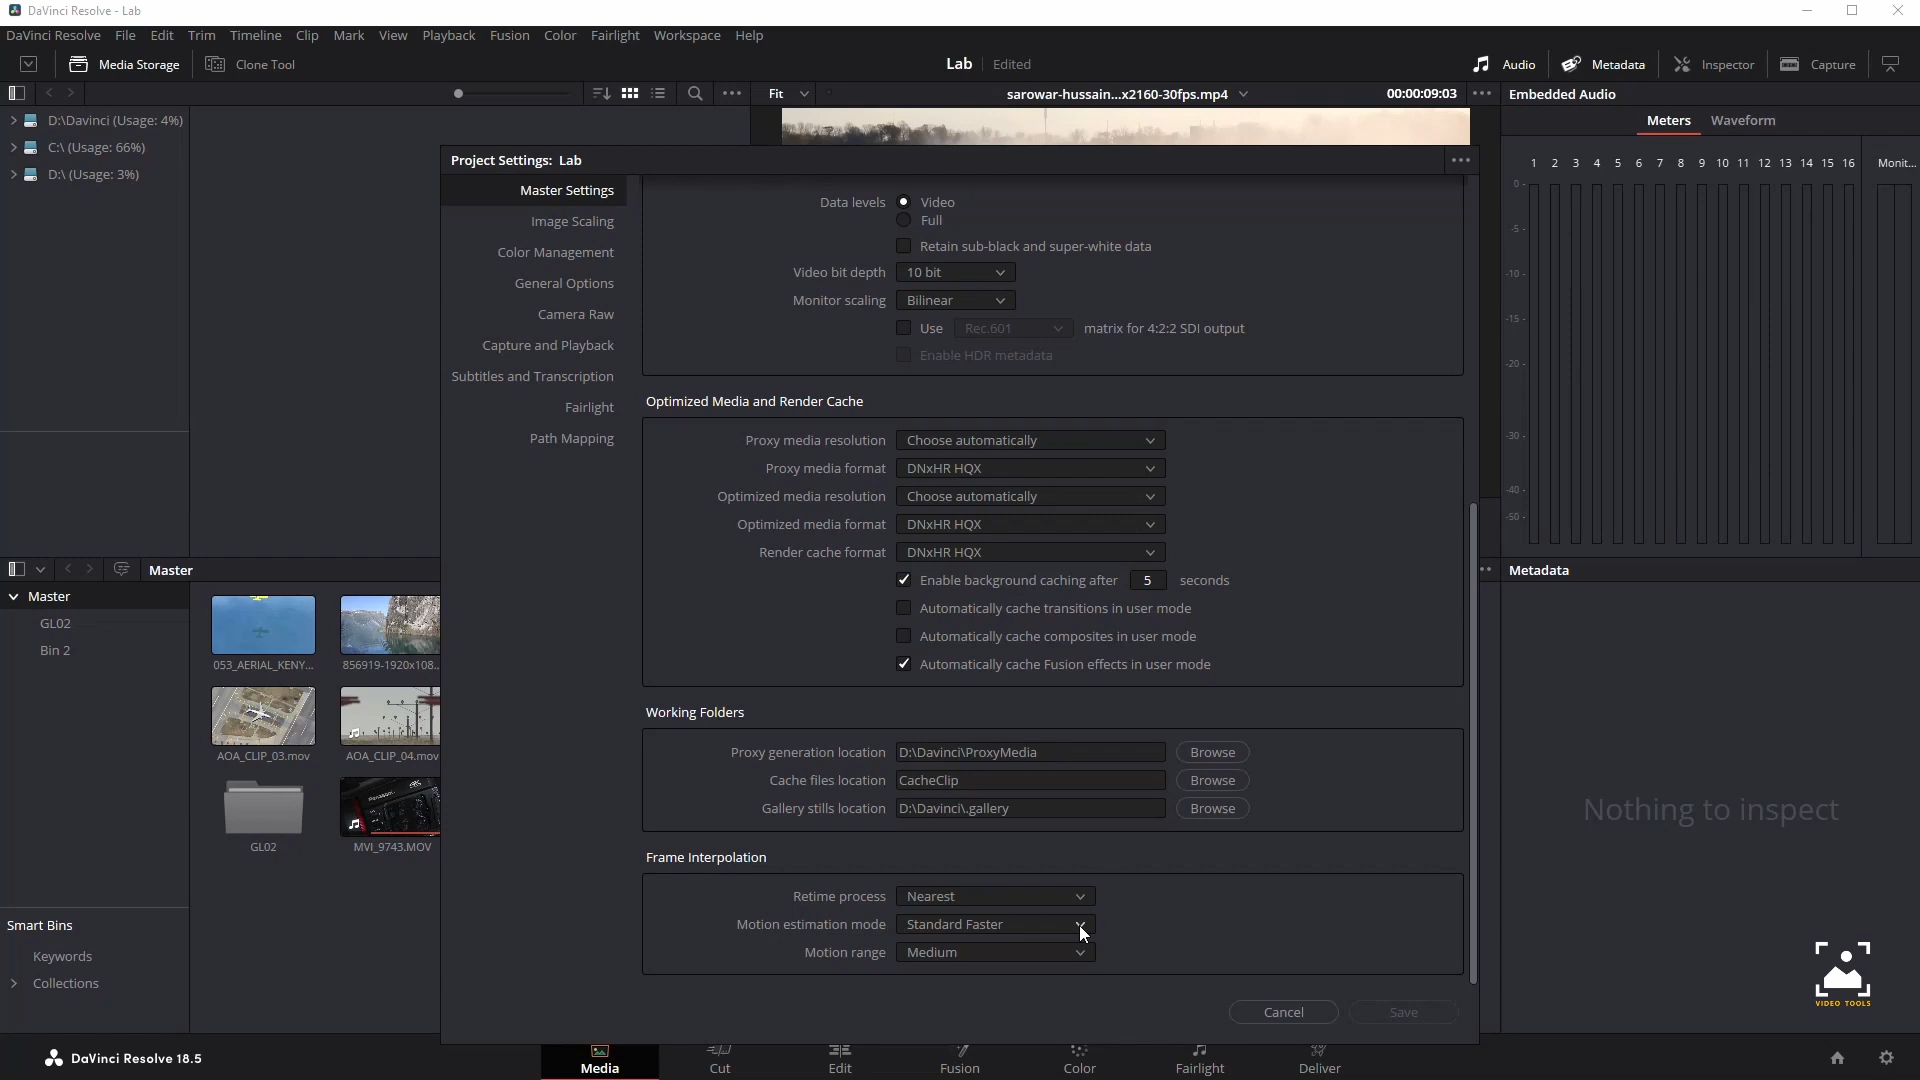 DaVinci Resolve - Lab
DaVinci Resolve File Edit Trim Timeline Clip Mark View Playback Fusion Color Fairlight Workspace Help
Media Storage Clone Tool Lab Edited Audio Metadata Inspector Capture
Fit sarowar-hussain...x2160-30fps.mp4 00:00:09:03 Embedded Audio
D:\Davinci (Usage: 4%)
C:\ (Usage: 66%)
D:\ (Usage: 3%)
Meters Waveform
1 2 3 4 5 6 7 8 9 10 11 12 13 14 15 16 Monit...
0
-5
-10
-15
-20
-30
-40
-50
Project Settings: Lab
Master Settings
Image Scaling
Color Management
General Options
Camera Raw
Capture and Playback
Subtitles and Transcription
Fairlight
Path Mapping
Data levels Video
Full
Retain sub-black and super-white data
Video bit depth 10 bit
Monitor scaling Bilinear
Use Rec.601 matrix for 4:2:2 SDI output
Enable HDR metadata
Optimized Media and Render Cache
Proxy media resolution Choose automatically
Proxy media format DNxHR HQX
Optimized media resolution Choose automatically
Optimized media format DNxHR HQX
Render cache format DNxHR HQX
Enable background caching after 5 seconds
Automatically cache transitions in user mode
Automatically cache composites in user mode
Automatically cache Fusion effects in user mode
Working Folders
Proxy generation location D:\Davinci\ProxyMedia Browse
Cache files location CacheClip Browse
Gallery stills location D:\Davinci\.gallery Browse
Frame Interpolation
Retime process Nearest
Motion estimation mode Standard Faster
Motion range Medium
Cancel Save
Master
Master
GL02
Bin 2
053_AERIAL_KENY... 856919-1920x108...
AOA_CLIP_03.mov AOA_CLIP_04.mov
GL02 MVI_9743.MOV
Smart Bins
Keywords
Collections
Metadata
Nothing to inspect
VIDEO TOOLS
DaVinci Resolve 18.5
Media Cut Edit Fusion Color Fairlight Deliver